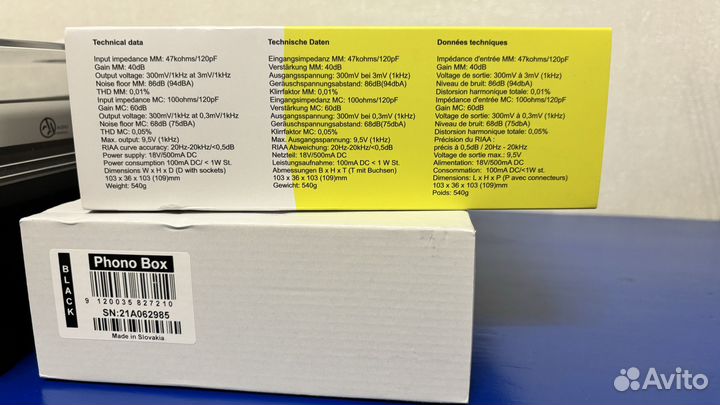 Technical data
Input impedance MM: 47kohms/120pF
Gain MM: 40dB
Output voltage: 300mV/1kHz at 3mV/1kHz
Noise floor MM: 86dB (94dBA)
THD MM: 0,01%
Input impedance MC: 100ohms/120pF
Gain MC: 60dB
Output voltage: 300mV/1kHz at 0,3mV/1kHz
Noise floor MC: 68dB (75dBA)
THD MC: 0,05%
Max. output: 9,5V (1kHz)
RIAA curve accuracy: 20Hz-20kHz/<0,5dB
Power supply: 18V/500mA DC
Power consumption 100mA DC/ < 1W St.
Dimensions W x H x D (D with sockets)
103 x 36 x 103 (109)mm
Weight: 540g
Technische Daten
Eingangsimpedanz MM: 47kohms/120pF
Verstärkung MM: 40dB
Ausgangsspannung: 300mV bei 3mV (1kHz)
Geräuschspannungsabstand: 86dB(94dBA)
Klirrfaktor MM: 0,01%
Eingangsimpedanz MC: 100ohms/120pF
Verstärkung MC: 60dB
Ausgangsspannung: 300mV bei 0,3mV (1kHz)
Geräuschspannungsabstand: 68dB(75dBA)
Klirrfaktor MC: 0,05%
Max. Ausgangsspannung: 9,5V (1kHz)
RIAA Abweichung: 20Hz-20kHz/<0,5dB
Netzteil: 18V/500mA DC
Leistungsaufnahme: 100mA DC/ < 1W St.
Abmessungen B x H x T (T mit Buchsen)
103 x 36 x 103 (109)mm
Gewicht: 540g
Données techniques
Impédance d'entrée MM: 47kohms/120pF
Gain MM: 40dB
Voltage de sortie: 300mV à 3mV (1kHz)
Niveau de bruit: 86dB (94dBA)
Distorsion harmonique totale: 0,01%
Impédance d'entrée MC: 100ohms/120pF
Gain MC: 60dB
Voltage de sortie: 300mV à 0,3mV (1kHz)
Niveau de bruit: 68dB (75dBA)
Distorsion harmonique totale.: 0,05%
Précision du RIAA :
précis à 0,5dB / 20Hz - 20kHz
Voltage de sortie max.: 9,5V
Alimentation: 18V/500mA DC
Consommation: 100mA DC/<1W st.
Dimensions: L x H x P (P avec connecteurs)
103 x 36 x 103 (109)mm
Poids: 540g
BLACK
Phono Box
9 120035 827210
SN:21A062985
Made in Slovakia
Avito